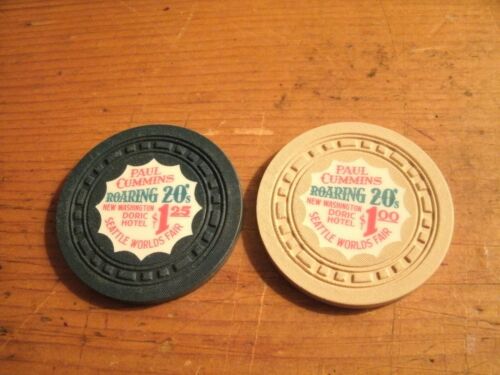 PAUL
CUMMINS
ROARING 20's
NEW WASHINGTON
DORIC
HOTEL
$1.25
SEATTLE WORLDS FAIR
PAUL
CUMMINS
ROARING 20's
NEW WASHINGTON
DORIC
HOTEL
$1.00
SEATTLE WORLDS FAIR